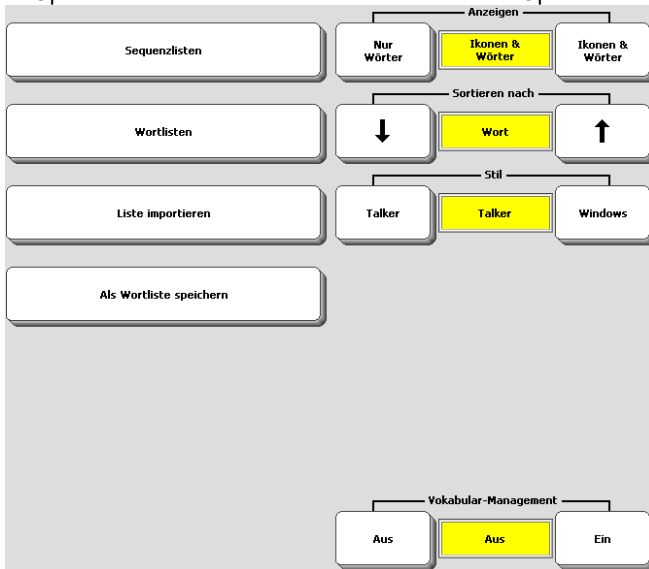 Anzeigen
Sequenzlisten
Nur
Wörter
Ikonen &
Wörter
Ikonen &
Wörter
Sortieren nach
Wortlisten
↓
Wort
↑
Stil
Liste importieren
Talker
Talker
Windows
Als Wortliste speichern
Vokabular-Management
Aus
Aus
Ein